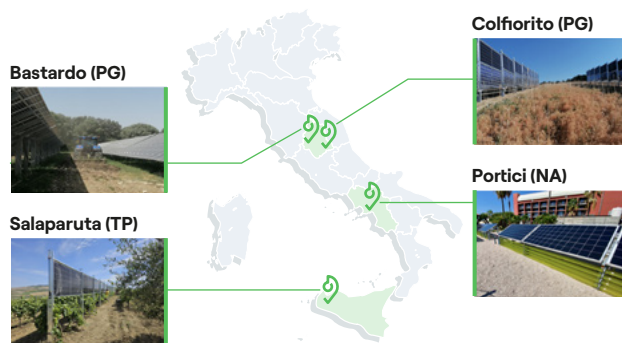 Colfiorito (PG)
Bastardo (PG)
Portici (NA)
Salaparuta (TP)